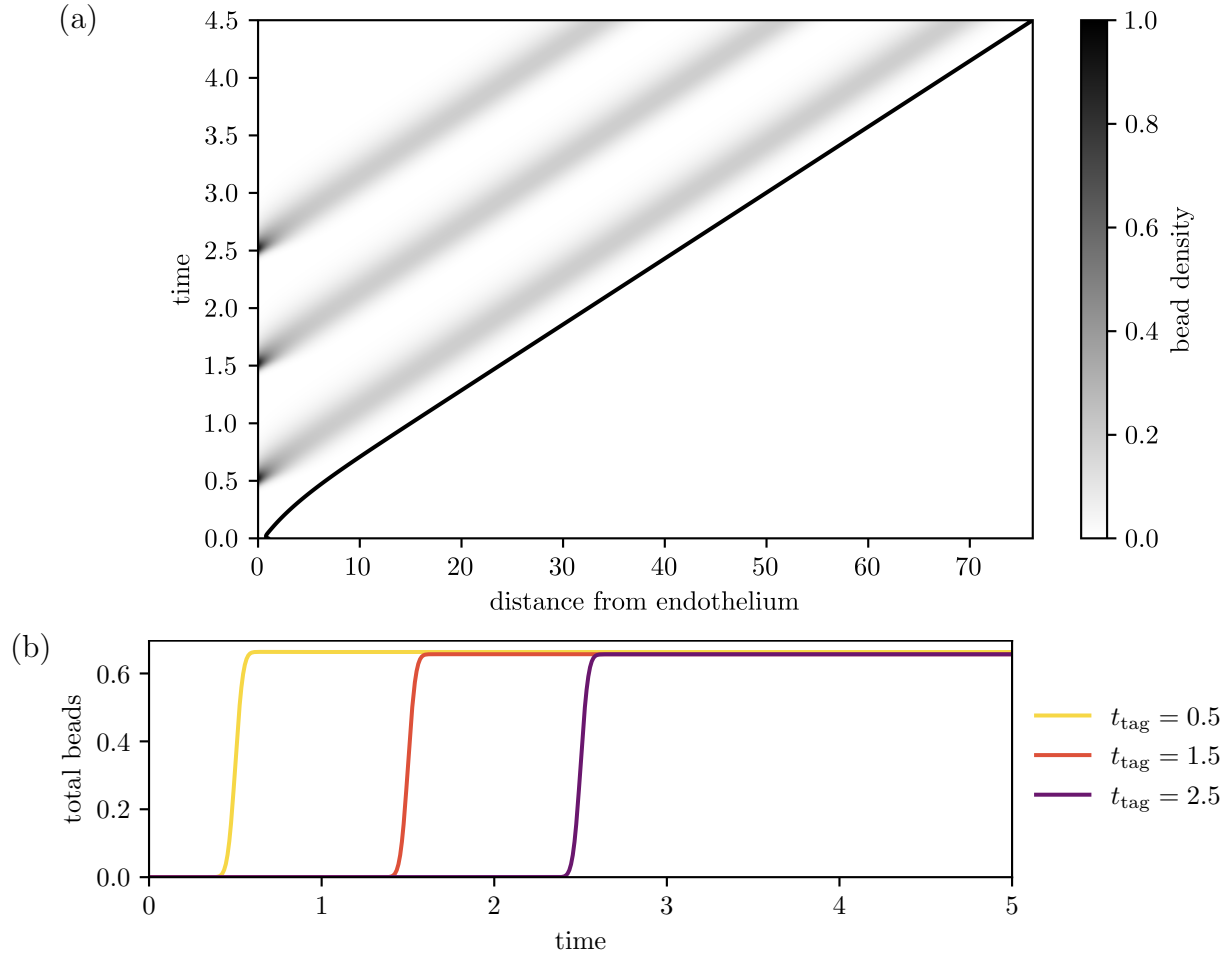 (a)
4.5
4.0
3.5
3.0
2.5
2.0
1.5
1.0
0.5
0.0
time
0 10 20 30 40 50 60 70
distance from endothelium
1.0
0.8
0.6
0.4
0.2
0.0
bead density
(b)
0.6
0.4
0.2
0.0
total beads
0 1 2 3 4 5
time
t_tag = 0.5
t_tag = 1.5
t_tag = 2.5